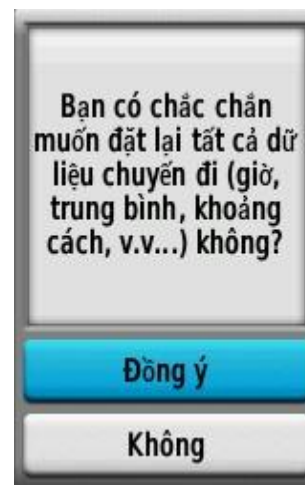 Bạn có chắc chắn
muốn đặt lại tất cả dữ
liệu chuyến đi (giờ,
trung bình, khoảng
cách, v.v...) không?
Đồng ý
Không